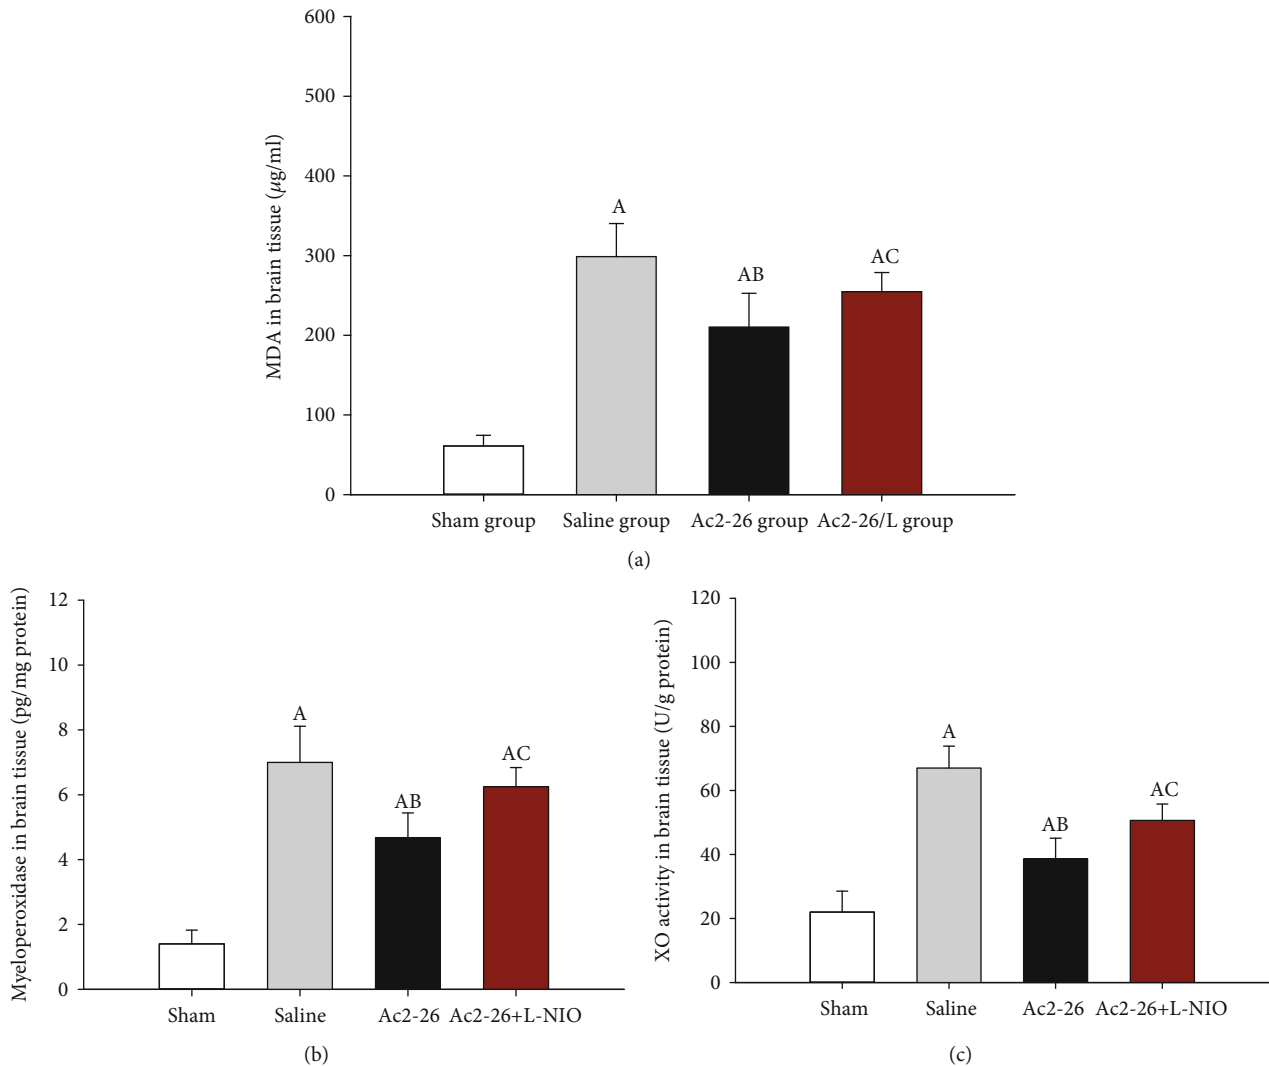 600
500
400
300
200
100
0
MDA in brain tissue (μg/ml)
A
AB
AC
Sham group
Saline group
Ac2-26 group
Ac2-26/L group
(a)
12
10
8
6
4
2
0
Myeloperoxidase in brain tissue (pg/mg protein)
A
AB
AC
Sham
Saline
Ac2-26
Ac2-26+L-NIO
(b)
120
100
80
60
40
20
0
XO activity in brain tissue (U/g protein)
A
AB
AC
Sham
Saline
Ac2-26
Ac2-26+L-NIO
(c)